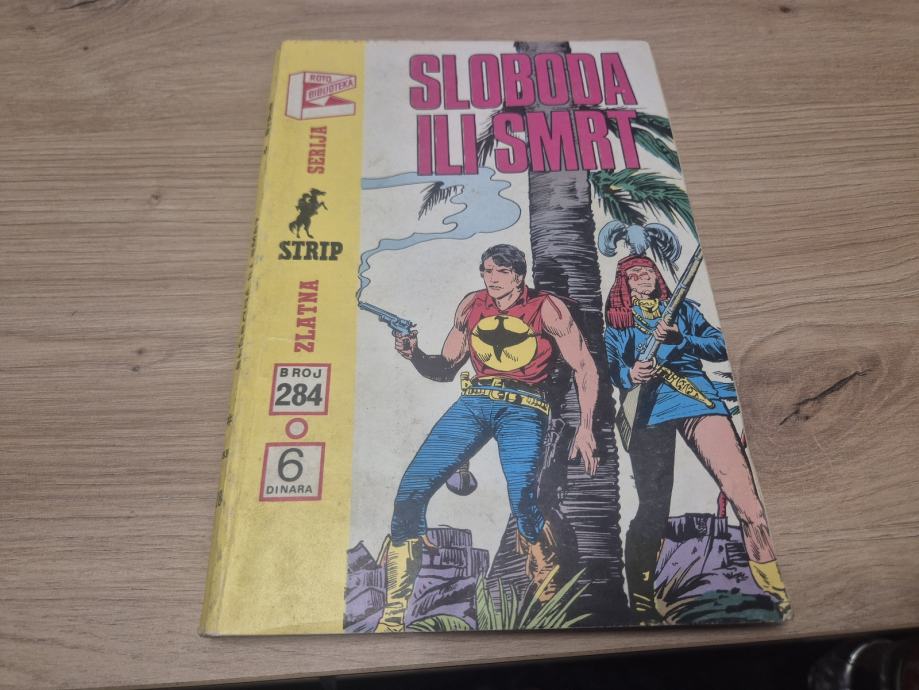 SLOBODA
ILI SMRT
ROTO
BIBLIOTEKA
ZLATNA STRIP SERIJA
BROJ
284
6
DINARA